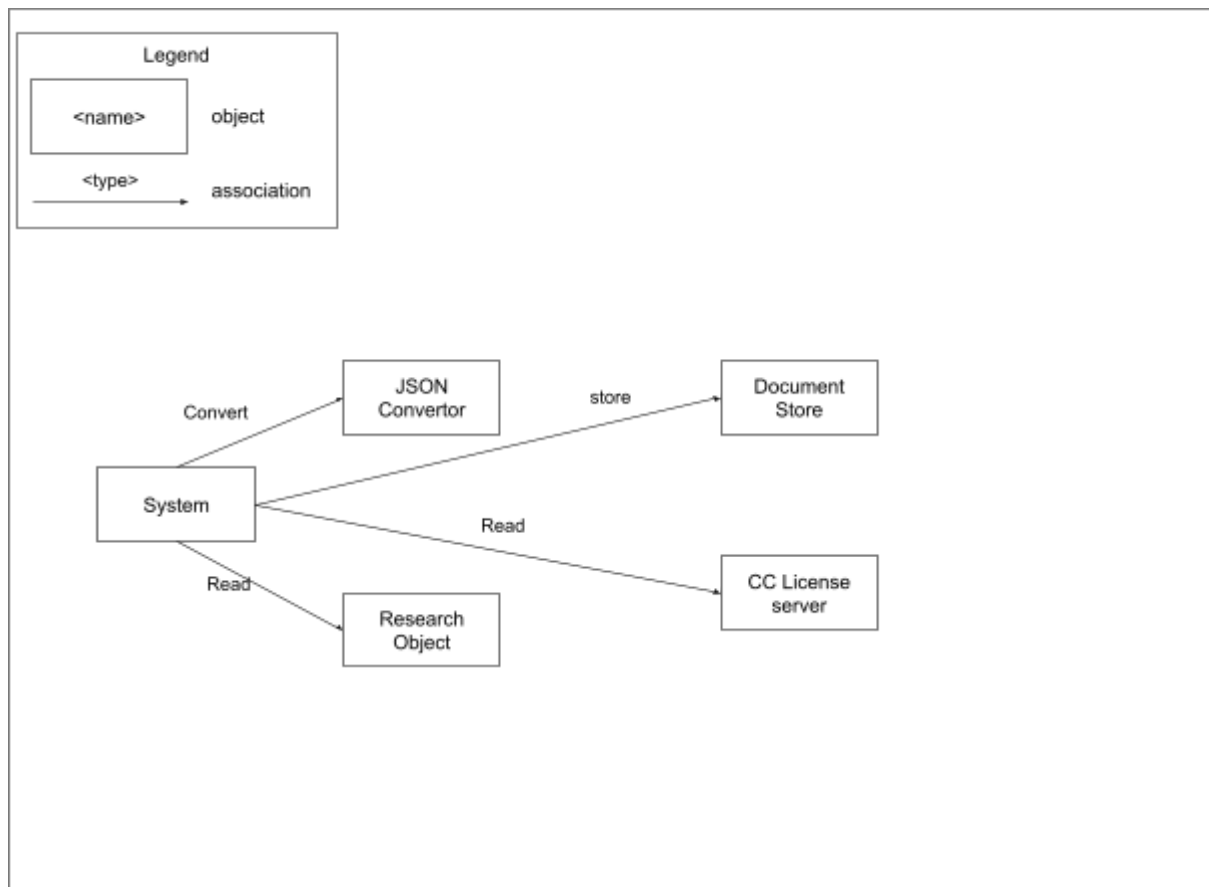 Legend
<name>
object
<type>
association
JSON
Convertor
Document
Store
store
Convert
System
Read
CC License
server
Read
Research
Object